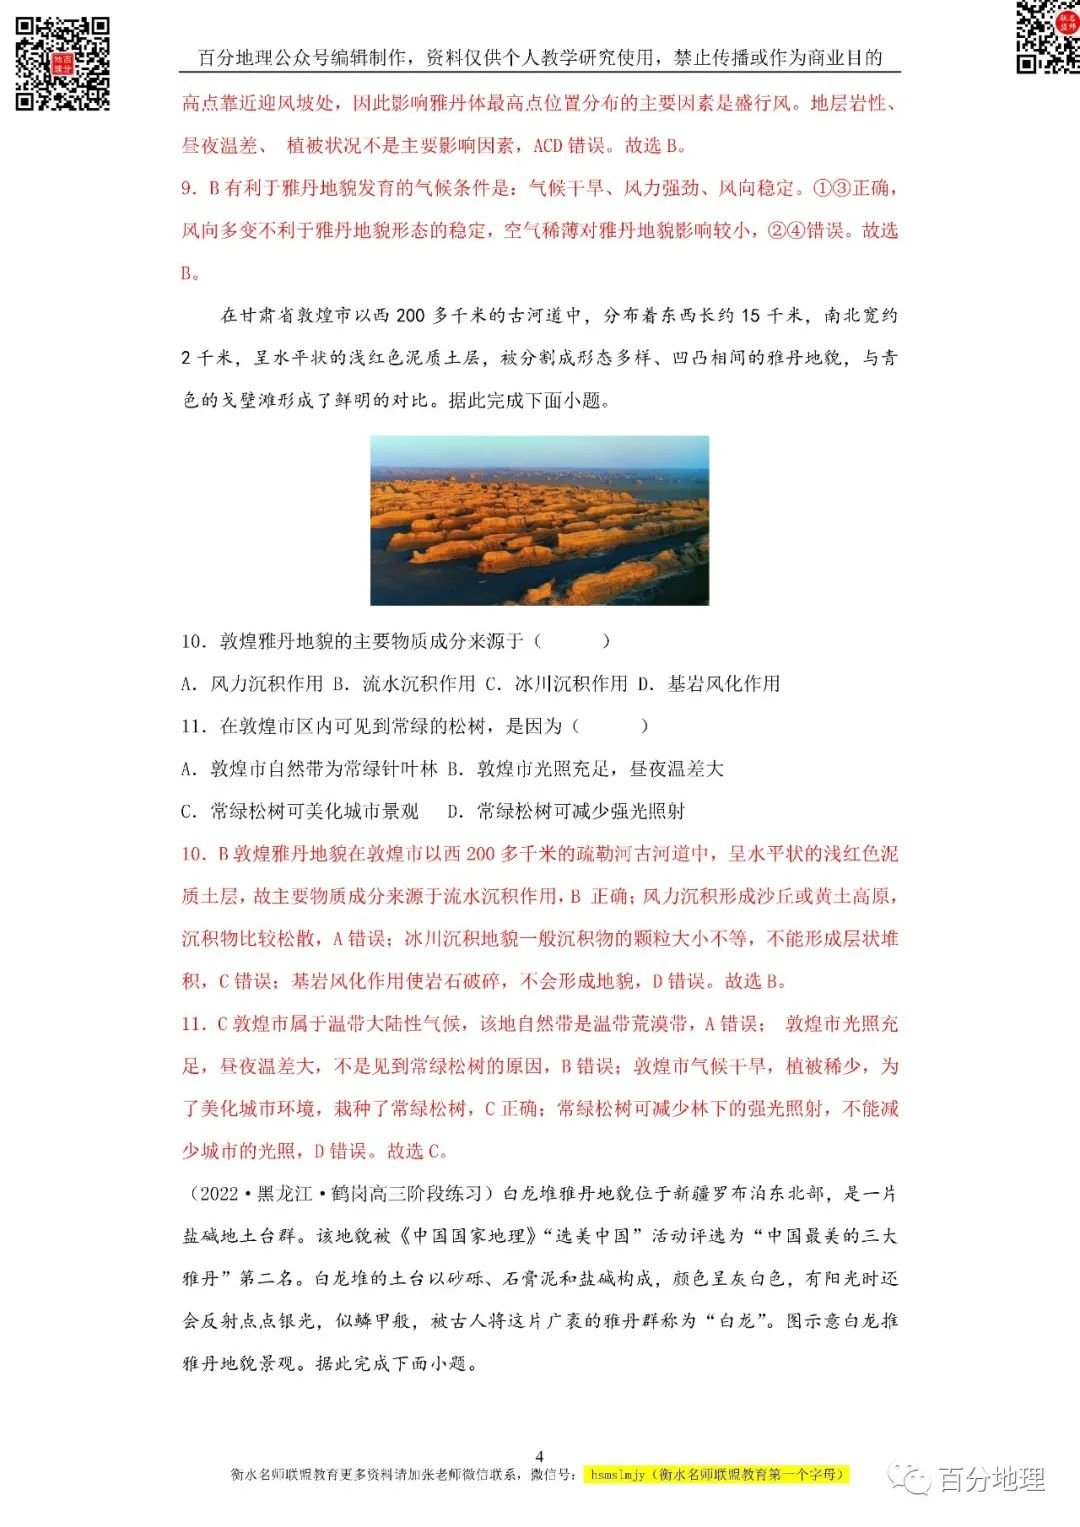 百分地理公众号编辑制作，资料仅供个人教学研究使用，禁止传播或作为商业目的
高点靠近迎风坡处，因此影响雅丹体最高点位置分布的主要因素是盛行风。地层岩性、
昼夜温差、 植被状况不是主要影响因素，ACD 错误。故选 B。
9．B 有利于雅丹地貌发育的气候条件是：气候干旱、风力强劲、风向稳定。①③正确，
风向多变不利于雅丹地貌形态的稳定，空气稀薄对雅丹地貌影响较小，②④错误。故选
B。
在甘肃省敦煌市以西 200 多千米的古河道中，分布着东西长约 15 千米，南北宽约
2 千米，呈水平状的浅红色泥质土层，被分割成形态多样、凹凸相间的雅丹地貌，与青
色的戈壁滩形成了鲜明的对比。据此完成下面小题。
10．敦煌雅丹地貌的主要物质成分来源于（　　　）
A．风力沉积作用 B．流水沉积作用 C．冰川沉积作用 D．基岩风化作用
11．在敦煌市区内可见到常绿的松树，是因为（　　　）
A．敦煌市自然带为常绿针叶林 B．敦煌市光照充足，昼夜温差大
C．常绿松树可美化城市景观　 D．常绿松树可减少强光照射
10．B 敦煌雅丹地貌在敦煌市以西 200 多千米的疏勒河古河道中，呈水平状的浅红色泥
质土层，故主要物质成分来源于流水沉积作用，B 正确；风力沉积形成沙丘或黄土高原，
沉积物比较松散，A 错误；冰川沉积地貌一般沉积物的颗粒大小不等，不能形成层状堆
积，C 错误；基岩风化作用使岩石破碎，不会形成地貌，D 错误。故选 B。
11．C 敦煌市属于温带大陆性气候，该地自然带是温带荒漠带，A 错误； 敦煌市光照充
足，昼夜温差大，不是见到常绿松树的原因，B 错误；敦煌市气候干旱，植被稀少，为
了美化城市环境，栽种了常绿松树，C 正确；常绿松树可减少林下的强光照射，不能减
少城市的光照，D 错误。故选 C。
（2022·黑龙江·鹤岗高三阶段练习）白龙堆雅丹地貌位于新疆罗布泊东北部，是一片
盐碱地土台群。该地貌被《中国国家地理》“选美中国”活动评选为“中国最美的三大
雅丹”第二名。白龙堆的土台以砂砾、石膏泥和盐碱构成，颜色呈灰白色，有阳光时还
会反射点点银光，似鳞甲般，被古人将这片广袤的雅丹群称为“白龙”。图示意白龙堆
雅丹地貌景观。据此完成下面小题。
4
衡水名师联盟教育更多资料请加张老师微信联系，微信号： hsmslmjy（衡水名师联盟教育第一个字母）
百分地理